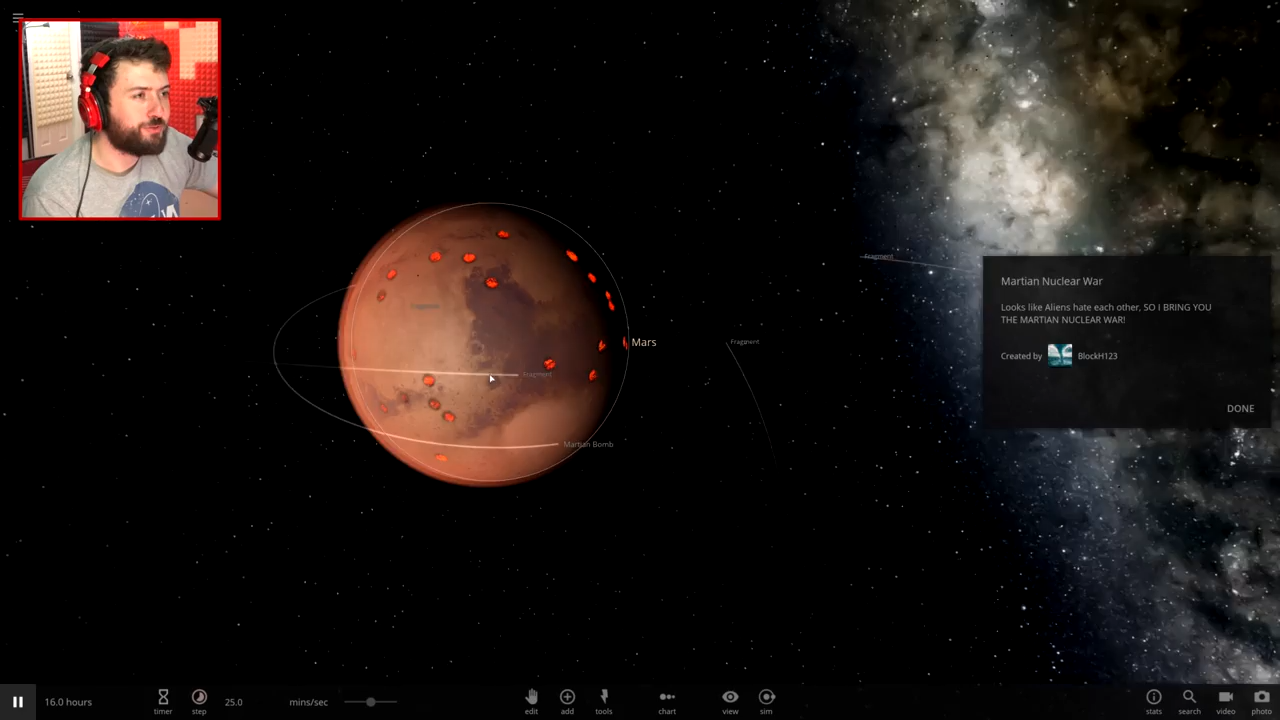 Fragment
Martian Nuclear War
Looks like Aliens hate each other, SO I BRING YOU
THE MARTIAN NUCLEAR WAR!
Created by BlockH123
DONE
Fragment
Mars
Fragment
Fragment
Martian Bomb
16.0 hours
timer
step
25.0
mins/sec
edit
add
tools
chart
view
sim
stats
search
video
photo